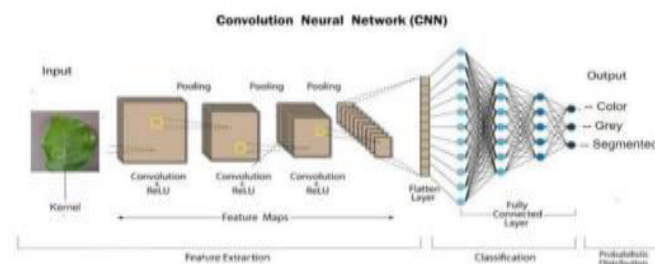 Convolution Neural Network (CNN)
Input
Pooling
Pooling
Pooling
Output
Color
Grey
Segmented
Kernel
Convolution
&
ReLU
Convolution
&
ReLU
Convolution
&
ReLU
Flatten
Layer
Fully
Connected
Layer
Feature Maps
Feature Extraction
Classification
Probabilistic
Distribution